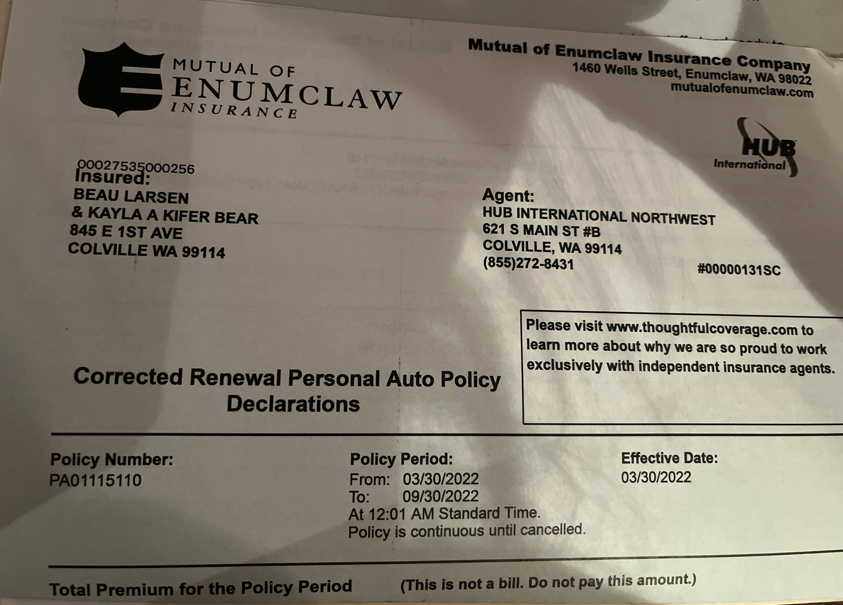 MUTUAL OF
ENUMCLAW
INSURANCE
Mutual of Enumclaw Insurance Company
1460 Wells Street, Enumclaw, WA 98022
mutualofenumclaw.com
HUB
International
00027535000256
Insured:
BEAU LARSEN
& KAYLA A KIFER BEAR
845 E 1ST AVE
COLVILLE WA 99114
Agent:
HUB INTERNATIONAL NORTHWEST
621 S MAIN ST #B
COLVILLE, WA 99114
(855)272-8431
#00000131SC
Please visit www.thoughtfulcoverage.com to
learn more about why we are so proud to work
exclusively with independent insurance agents.
Corrected Renewal Personal Auto Policy
Declarations
Policy Number:
PA01115110
Policy Period:
From: 03/30/2022
To: 09/30/2022
At 12:01 AM Standard Time.
Policy is continuous until cancelled.
Effective Date:
03/30/2022
Total Premium for the Policy Period (This is not a bill. Do not pay this amount.)